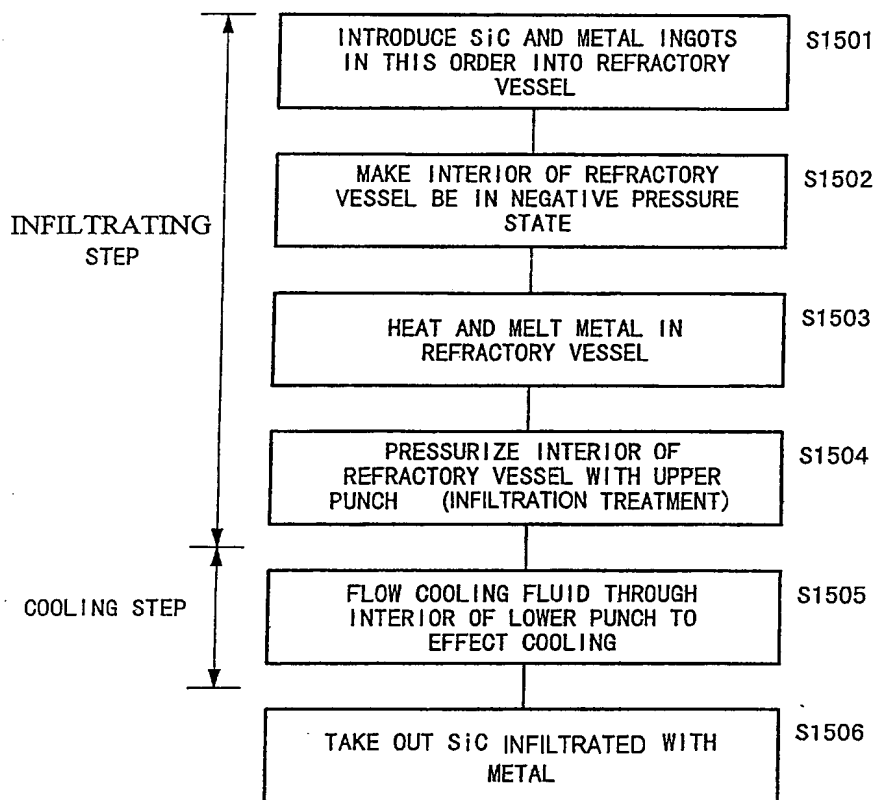 INTRODUCE SiC AND METAL INGOTS
IN THIS ORDER INTO REFRACTORY
VESSEL
S1501
MAKE INTERIOR OF REFRACTORY
VESSEL BE IN NEGATIVE PRESSURE
STATE
S1502
INFILTRATING
STEP
HEAT AND MELT METAL IN
REFRACTORY VESSEL
S1503
PRESSURIZE INTERIOR OF
REFRACTORY VESSEL WITH UPPER
PUNCH (INFILTRATION TREATMENT)
S1504
COOLING STEP
FLOW COOLING FLUID THROUGH
INTERIOR OF LOWER PUNCH TO
EFFECT COOLING
S1505
TAKE OUT SiC INFILTRATED WITH
METAL
S1506